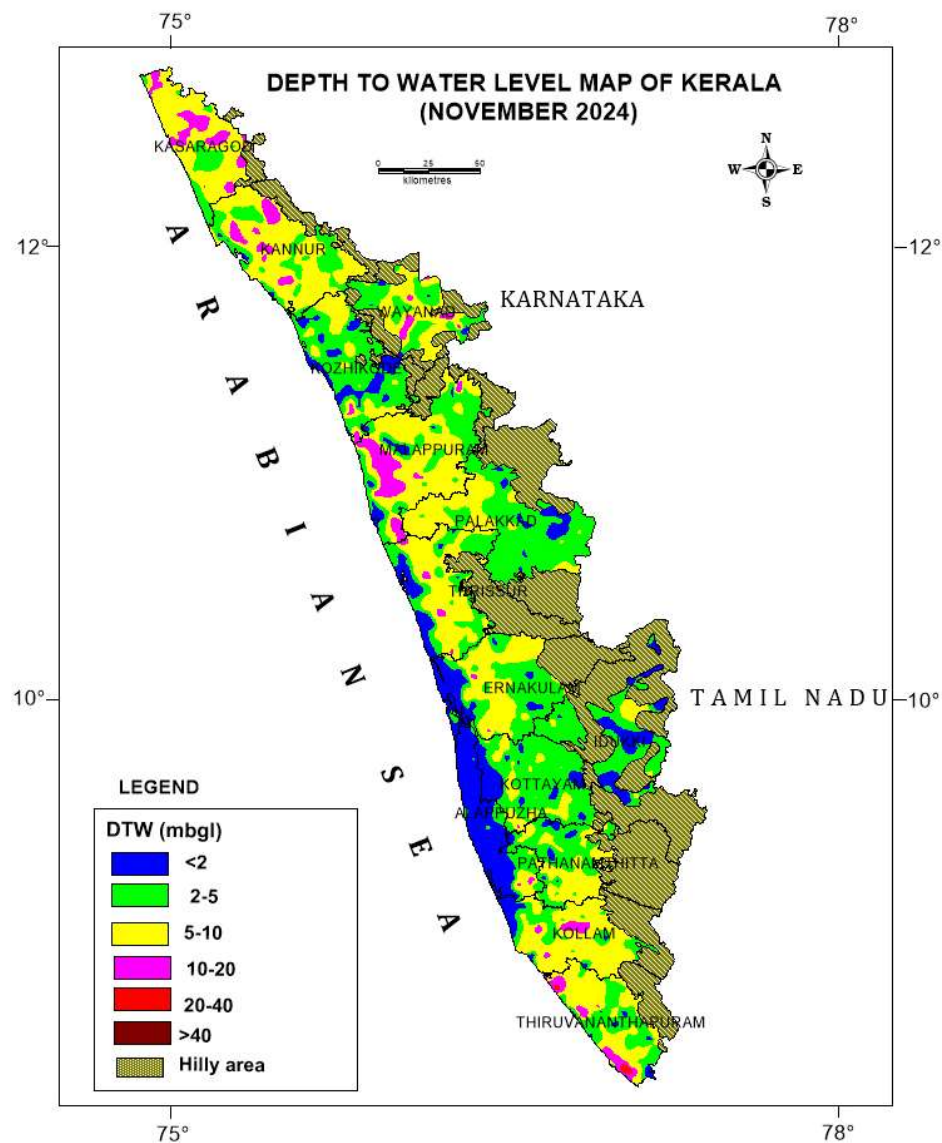 75°
78°
DEPTH TO WATER LEVEL MAP OF KERALA
(NOVEMBER 2024)
N
W E
S
0 25 50
kilometres
KASARAGOD
12°
12°
KANNUR
KARNATAKA
WAYANAD
KOZHIKODE
MALAPPURAM
PALAKKAD
THRISSUR
ERNAKULAM
10°
TAMIL NADU
10°
IDUKKI
KOTTAYAM
ALAPPUZHA
PATHANAMTHITTA
KOLLAM
THIRUVANANTHAPURAM
ARABIAN SEA
LEGEND
DTW (mbgl)
<2
2-5
5-10
10-20
20-40
>40
Hilly area
75°
78°